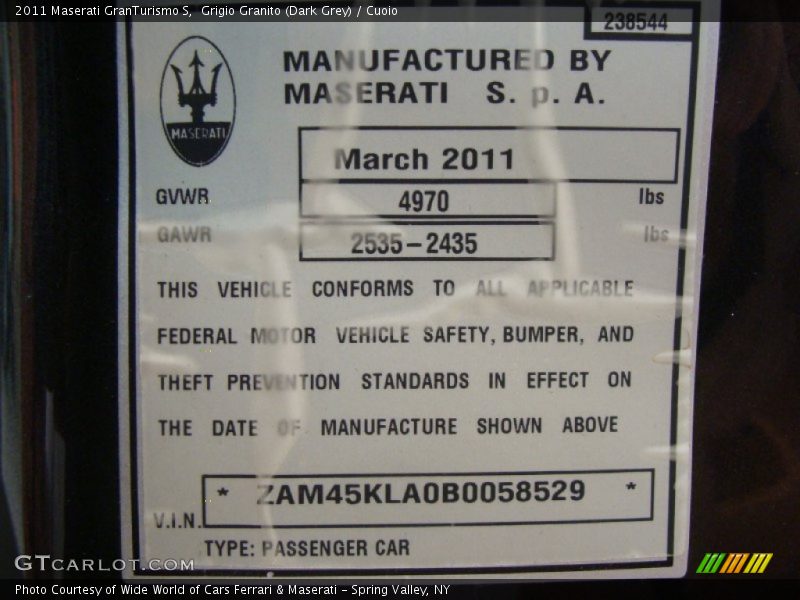 2011 Maserati GranTurismo S, Grigio Granito (Dark Grey) / Cuoio
238544
MANUFACTURED BY
MASERATI S. p. A.
MASERATI
March 2011
GVWR 4970 lbs
GAWR 2535-2435 lbs
THIS VEHICLE CONFORMS TO ALL APPLICABLE
FEDERAL MOTOR VEHICLE SAFETY, BUMPER, AND
THEFT PREVENTION STANDARDS IN EFFECT ON
THE DATE OF MANUFACTURE SHOWN ABOVE
V.I.N. * ZAM45KLA0B0058529 *
TYPE: PASSENGER CAR
GTCARLOT.COM
Photo Courtesy of Wide World of Cars Ferrari & Maserati - Spring Valley, NY